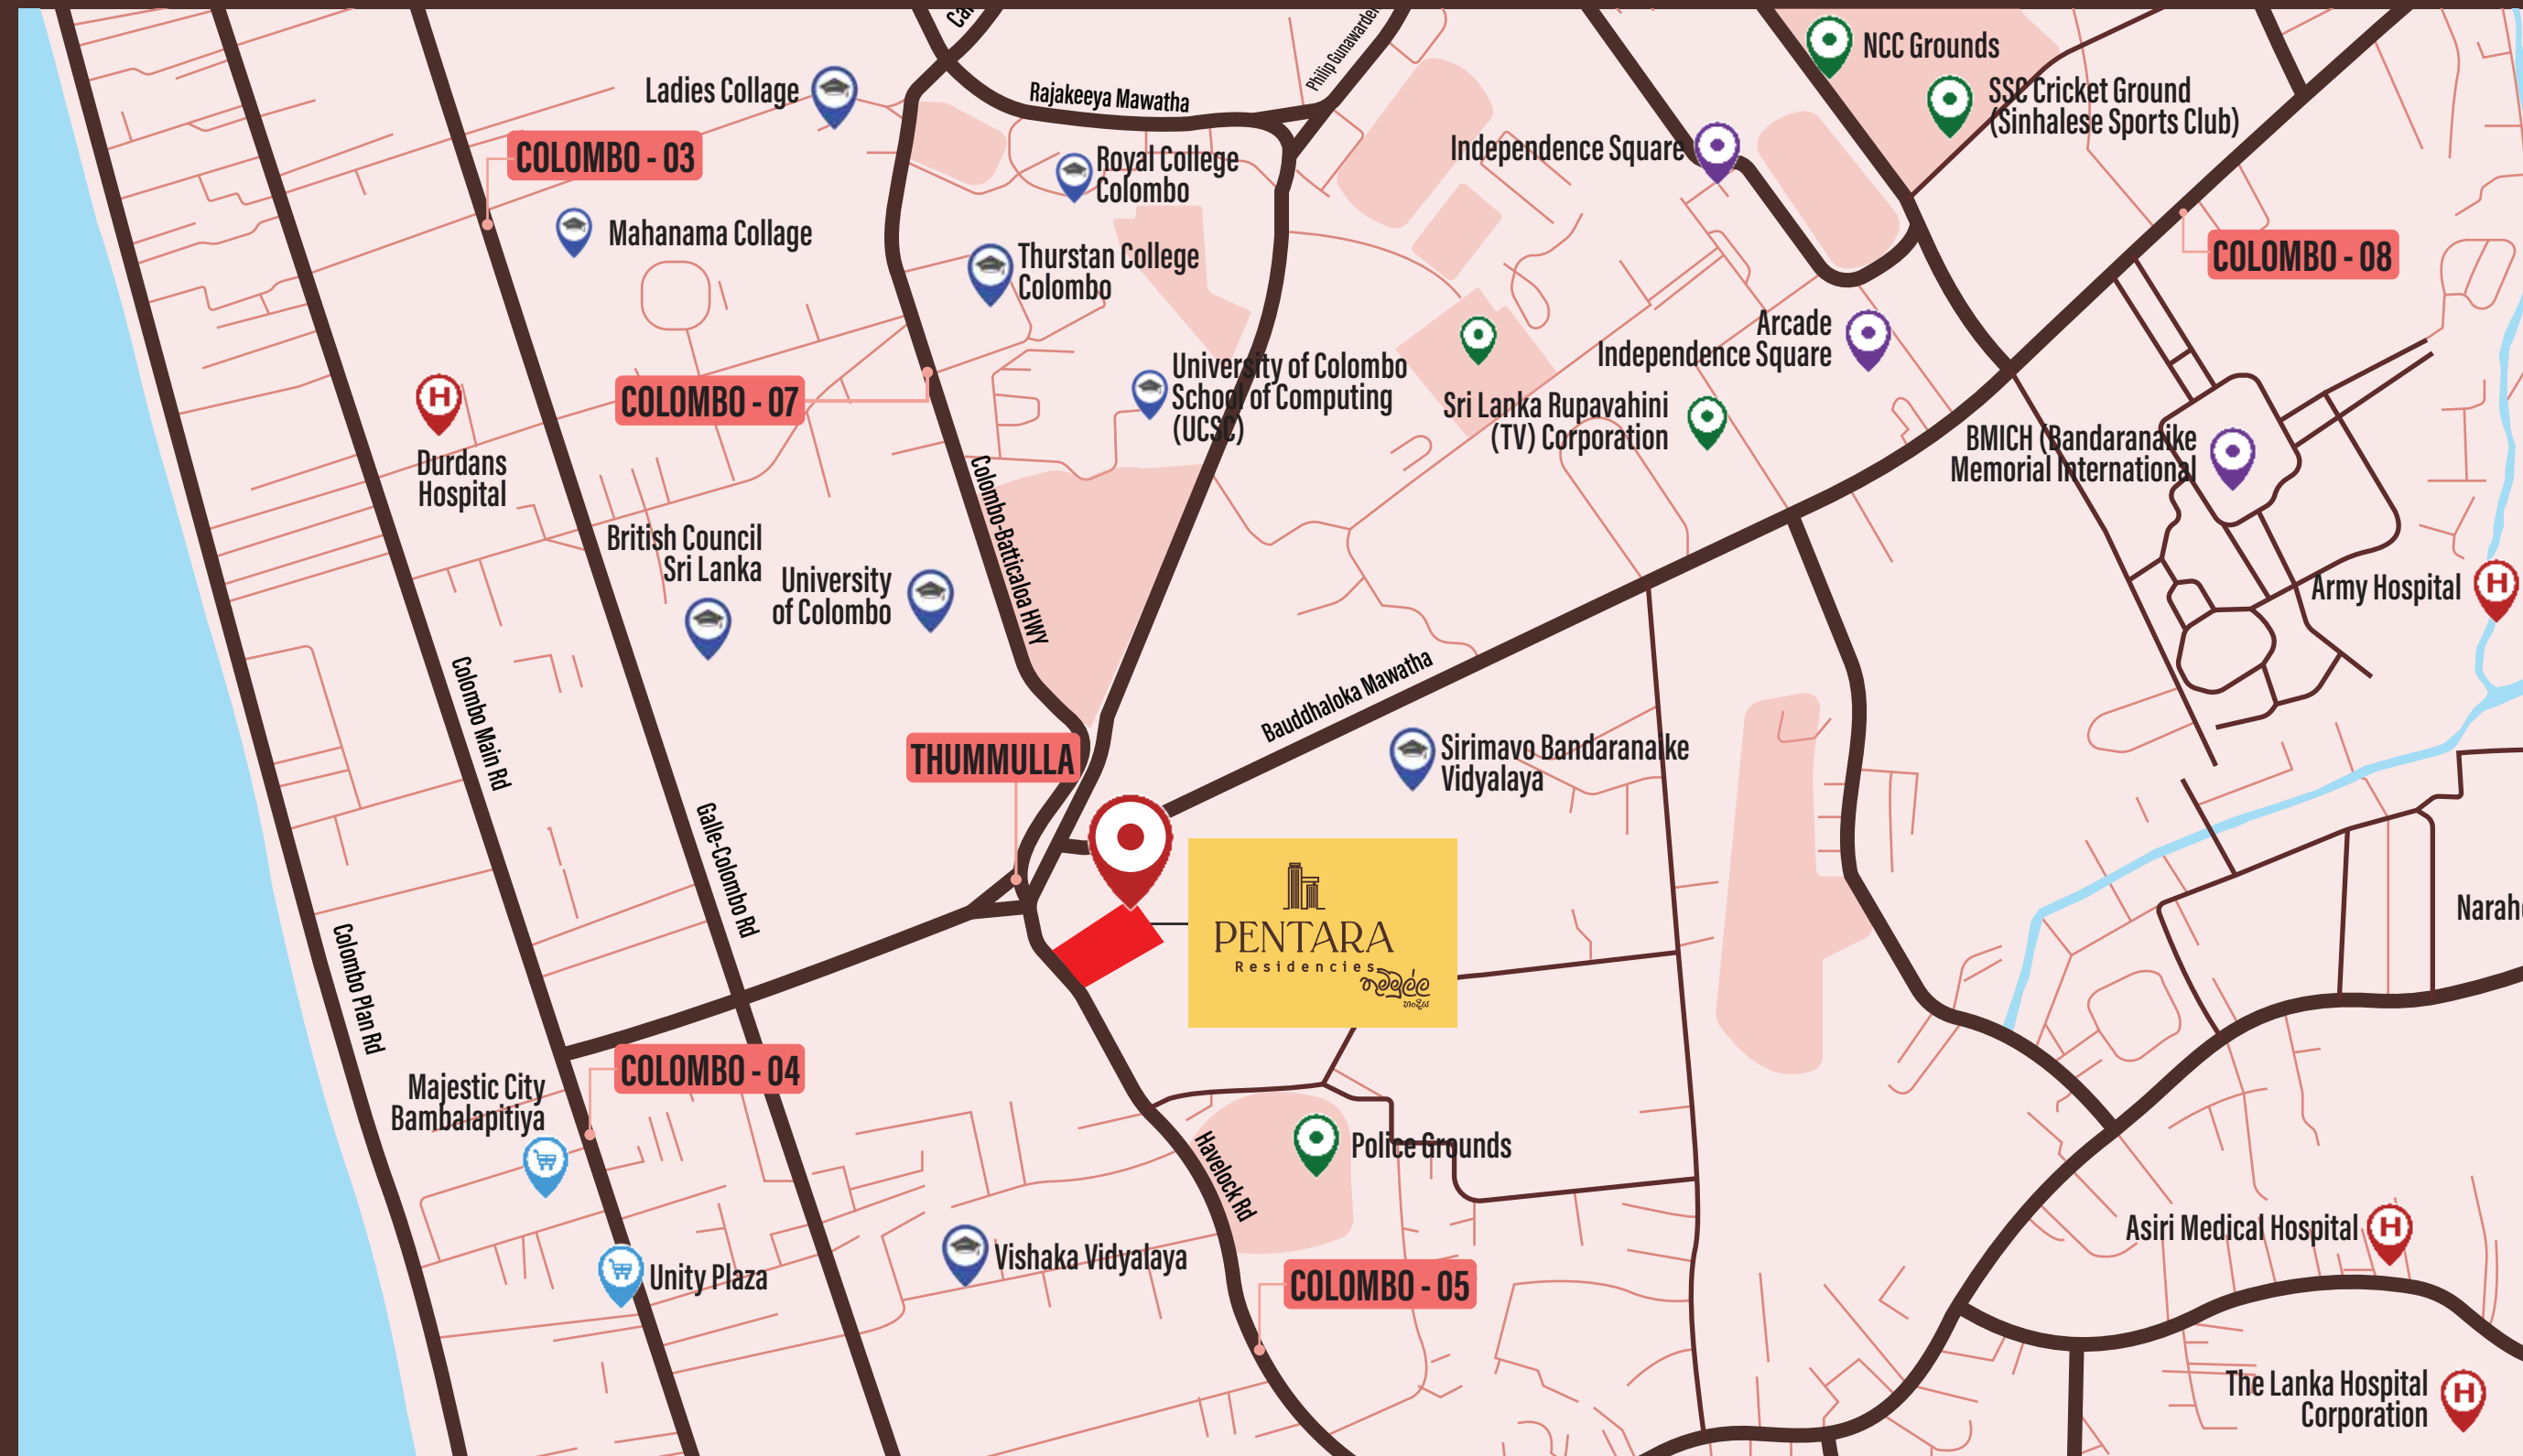 NCC Grounds
Ladies Collage
Rajakeeya Mawatha
SSC Cricket Ground
(Sinhalese Sports Club)
COLOMBO - 03
Independence Square
Royal College
Colombo
Mahanama Collage
Thurstan College
Colombo
COLOMBO - 08
Arcade
Independence Square
University of Colombo
School of Computing
(UCSC)
COLOMBO - 07
Sri Lanka Rupavahini
(TV) Corporation
BMICH (Bandaranaike
Memorial International
Durdans
Hospital
Colombo-Batticaloa HWY
British Council
Sri Lanka
University
of Colombo
Army Hospital
Colombo Main Rd
Bauddhaloka Mawatha
THUMMULLA
Sirimavo Bandaranaike
Vidyalaya
Galle-Colombo Rd
Colombo Plan Rd
PENTARA
Residencies
තුම්මුල්ල
හංදිය
COLOMBO - 04
Majestic City
Bambalapitiya
Police Grounds
Havelock Rd
Asiri Medical Hospital
Vishaka Vidyalaya
Unity Plaza
COLOMBO - 05
The Lanka Hospital
Corporation